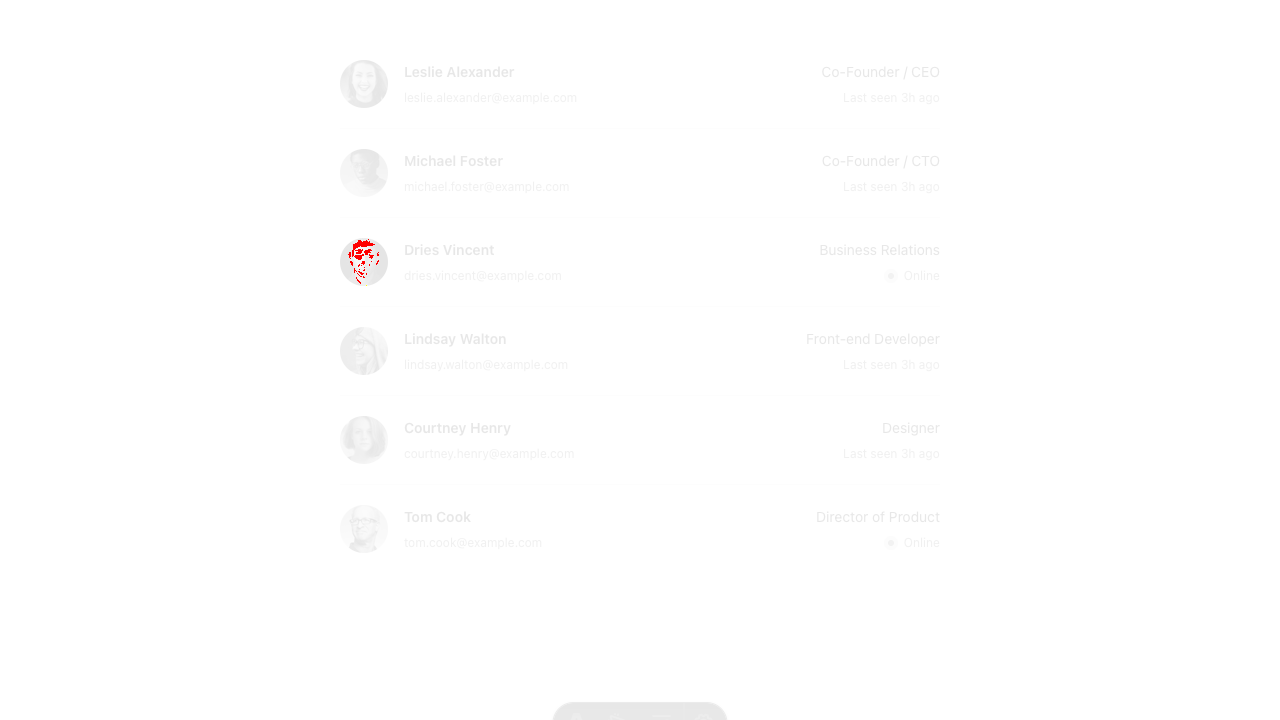 Leslie Alexander
Co-Founder / CEO
leslie.alexander@example.com
Last seen 3h ago
Michael Foster
Co-Founder / CTO
michael.foster@example.com
Last seen 3h ago
Dries Vincent
Business Relations
dries.vincent@example.com
Online
Lindsay Walton
Front-end Developer
lindsay.walton@example.com
Last seen 3h ago
Courtney Henry
Designer
courtney.henry@example.com
Last seen 3h ago
Tom Cook
Director of Product
tom.cook@example.com
Online